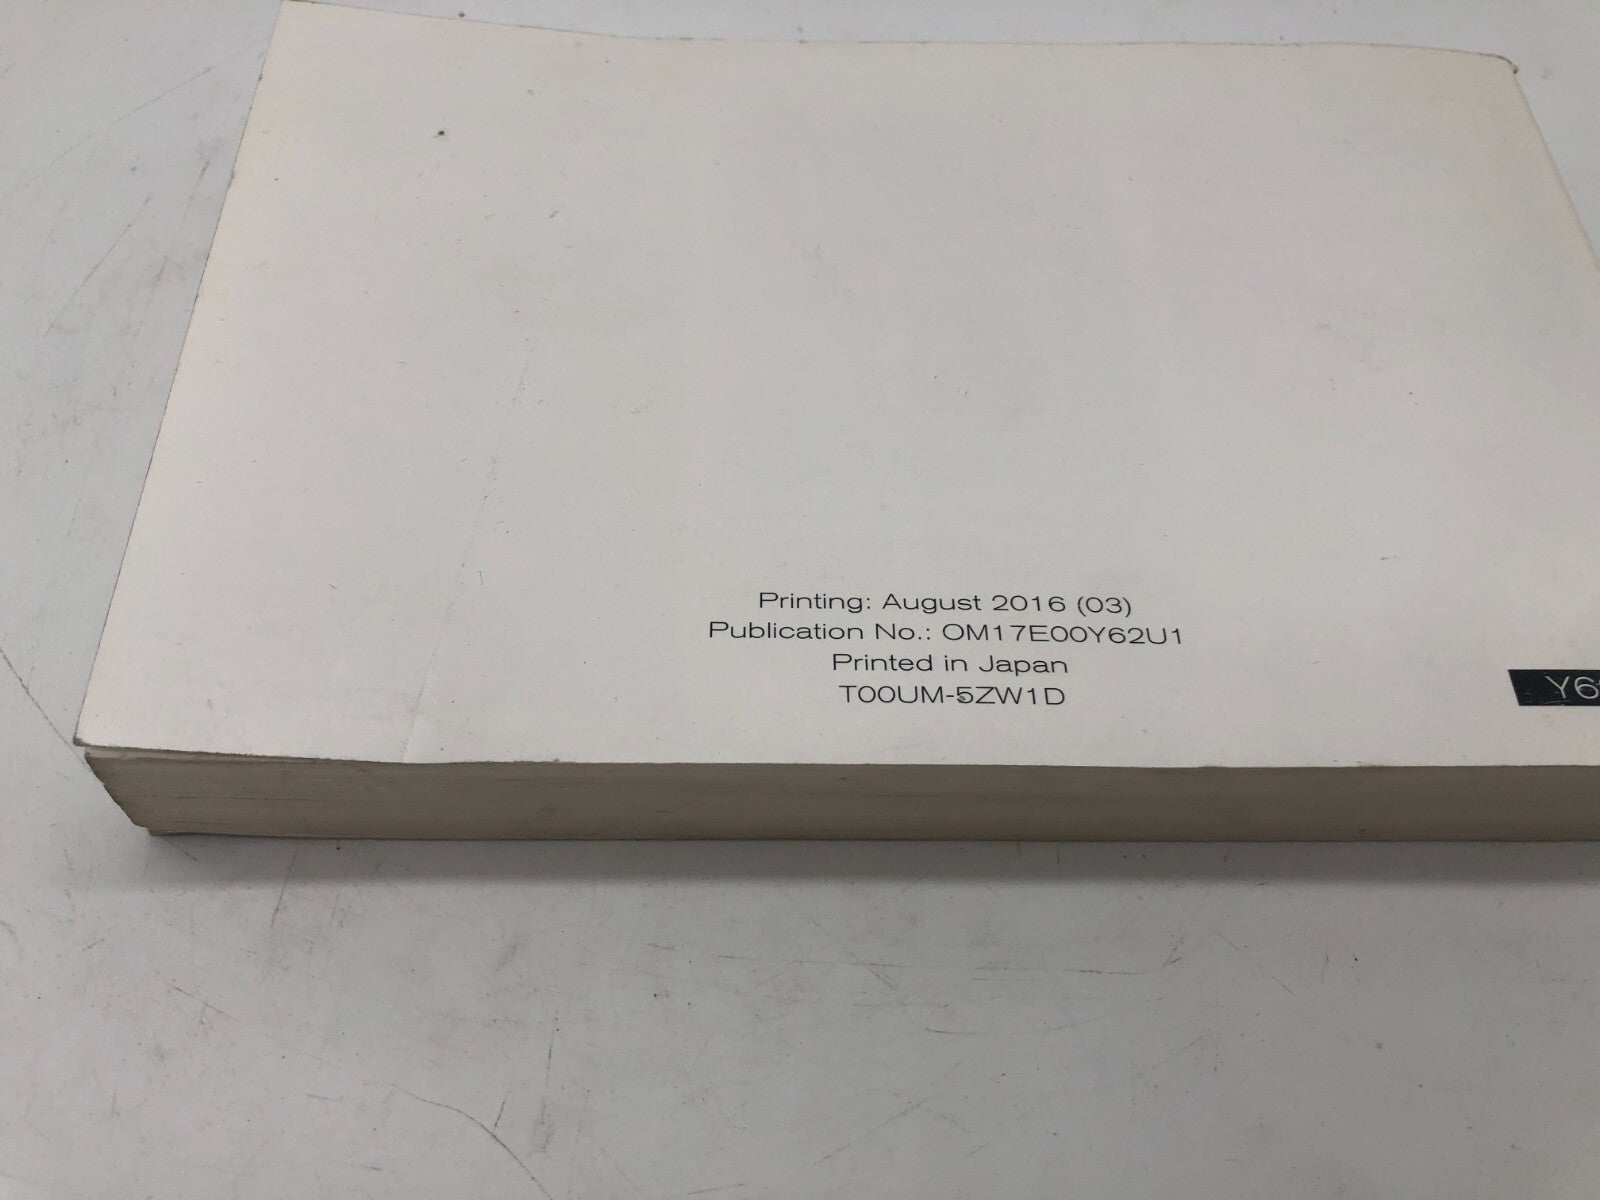 Printing: August 2016 (03)
Publication No.: OM17E00Y62U1
Printed in Japan
T00UM-5ZW1D